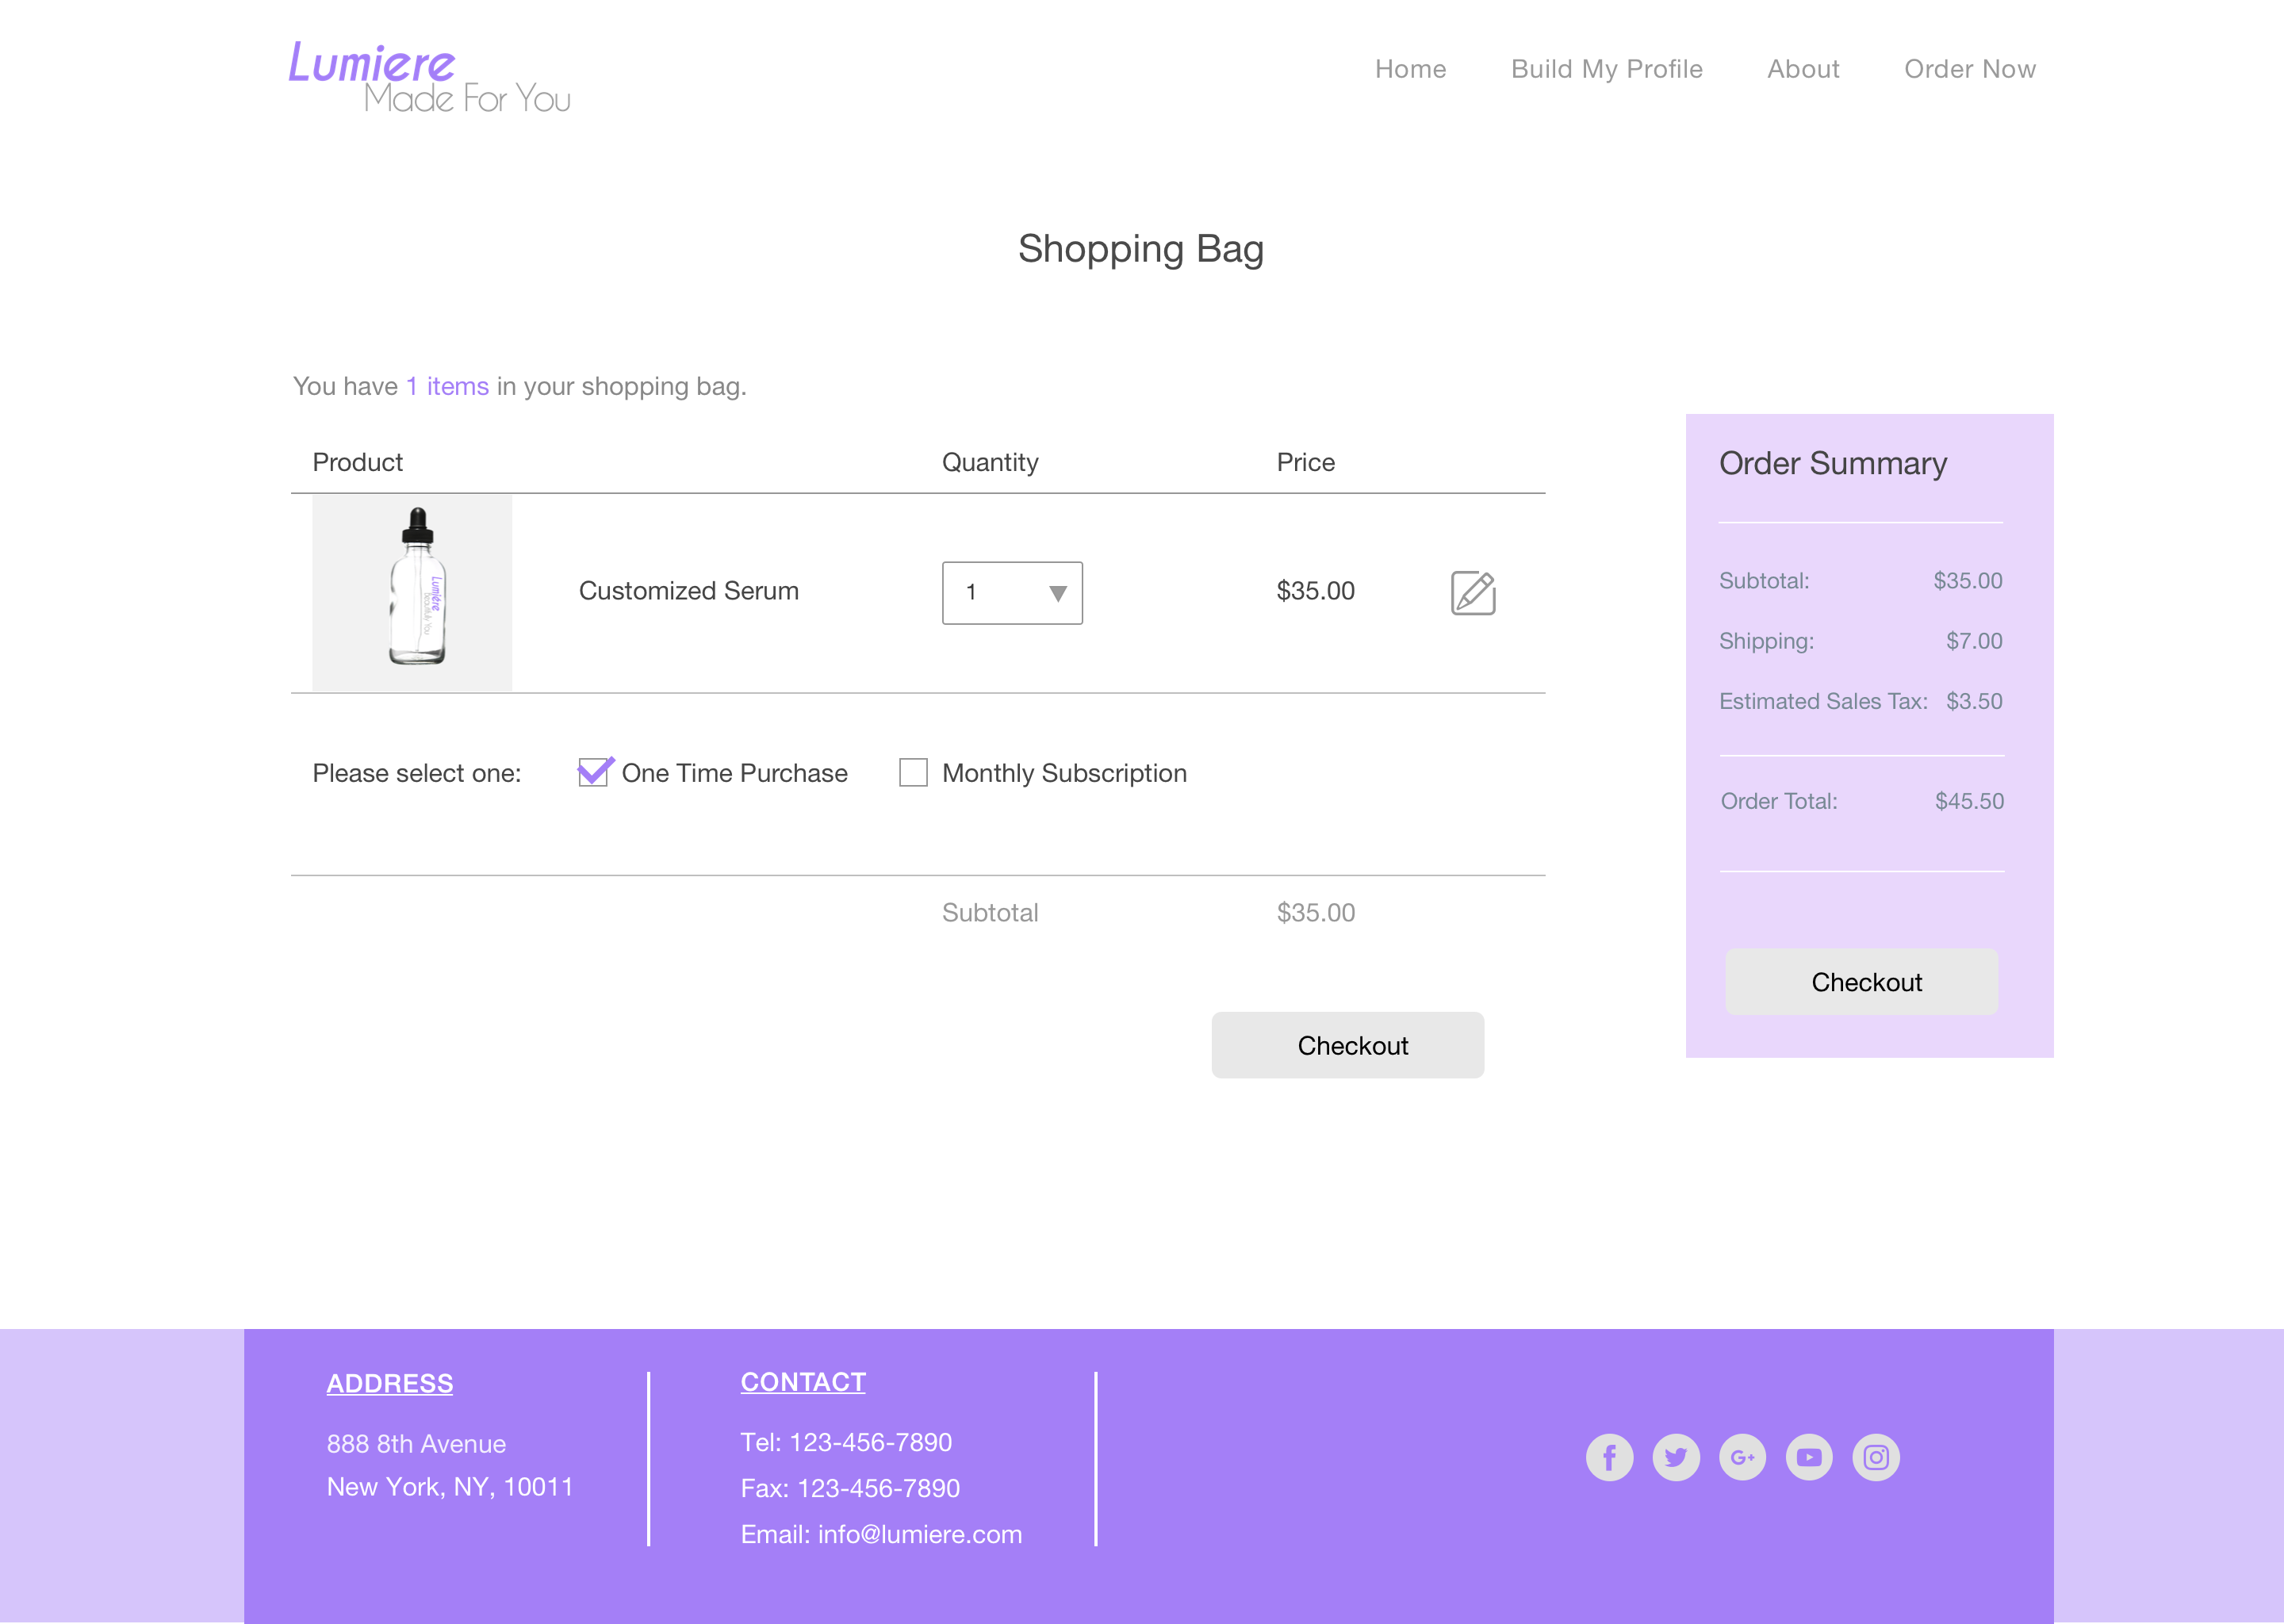 Lumiere
Made For You
Home Build My Profile About Order Now
Shopping Bag
You have 1 items in your shopping bag.
Product Quantity Price
Lumiére
beautifully You
Customized Serum 1 $35.00
Please select one: One Time Purchase Monthly Subscription
Subtotal $35.00
Checkout
Order Summary
Subtotal: $35.00
Shipping: $7.00
Estimated Sales Tax: $3.50
Order Total: $45.50
Checkout
ADDRESS
888 8th Avenue
New York, NY, 10011
CONTACT
Tel: 123-456-7890
Fax: 123-456-7890
Email: info@lumiere.com
f G+